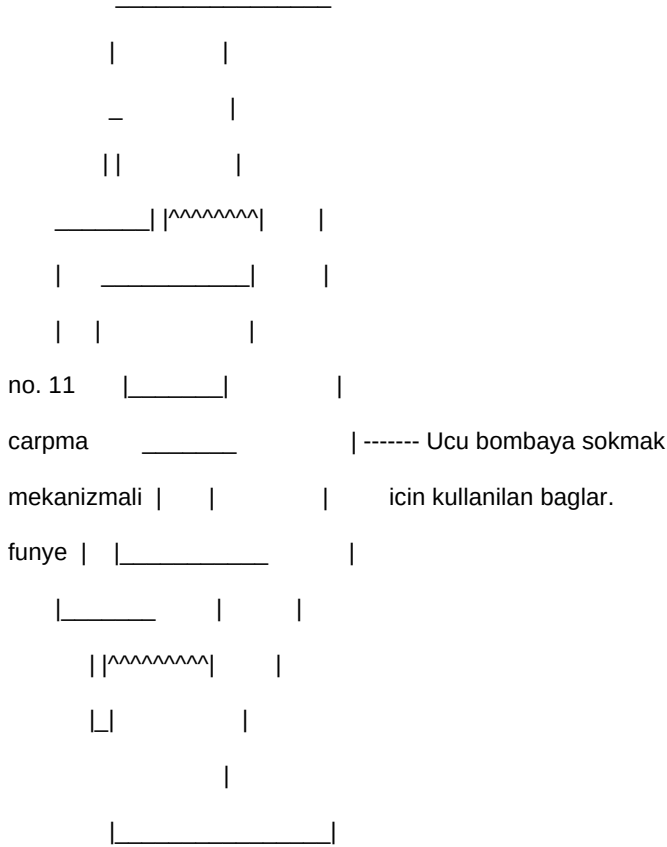 no. 11
carpma ------- Ucu bombaya sokmak
mekanizmali icin kullanilan baglar.
funye